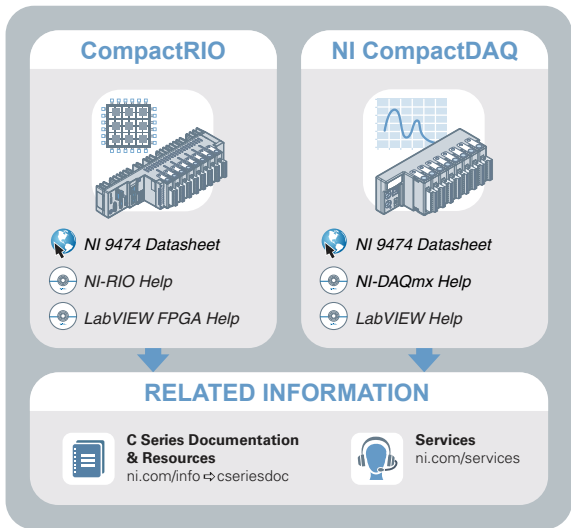 CompactRIO
NI 9474 Datasheet
NI-RIO Help
LabVIEW FPGA Help
NI CompactDAQ
NI 9474 Datasheet
NI-DAQmx Help
LabVIEW Help
RELATED INFORMATION
C Series Documentation
& Resources
ni.com/info ➪ cseriesdoc
Services
ni.com/services